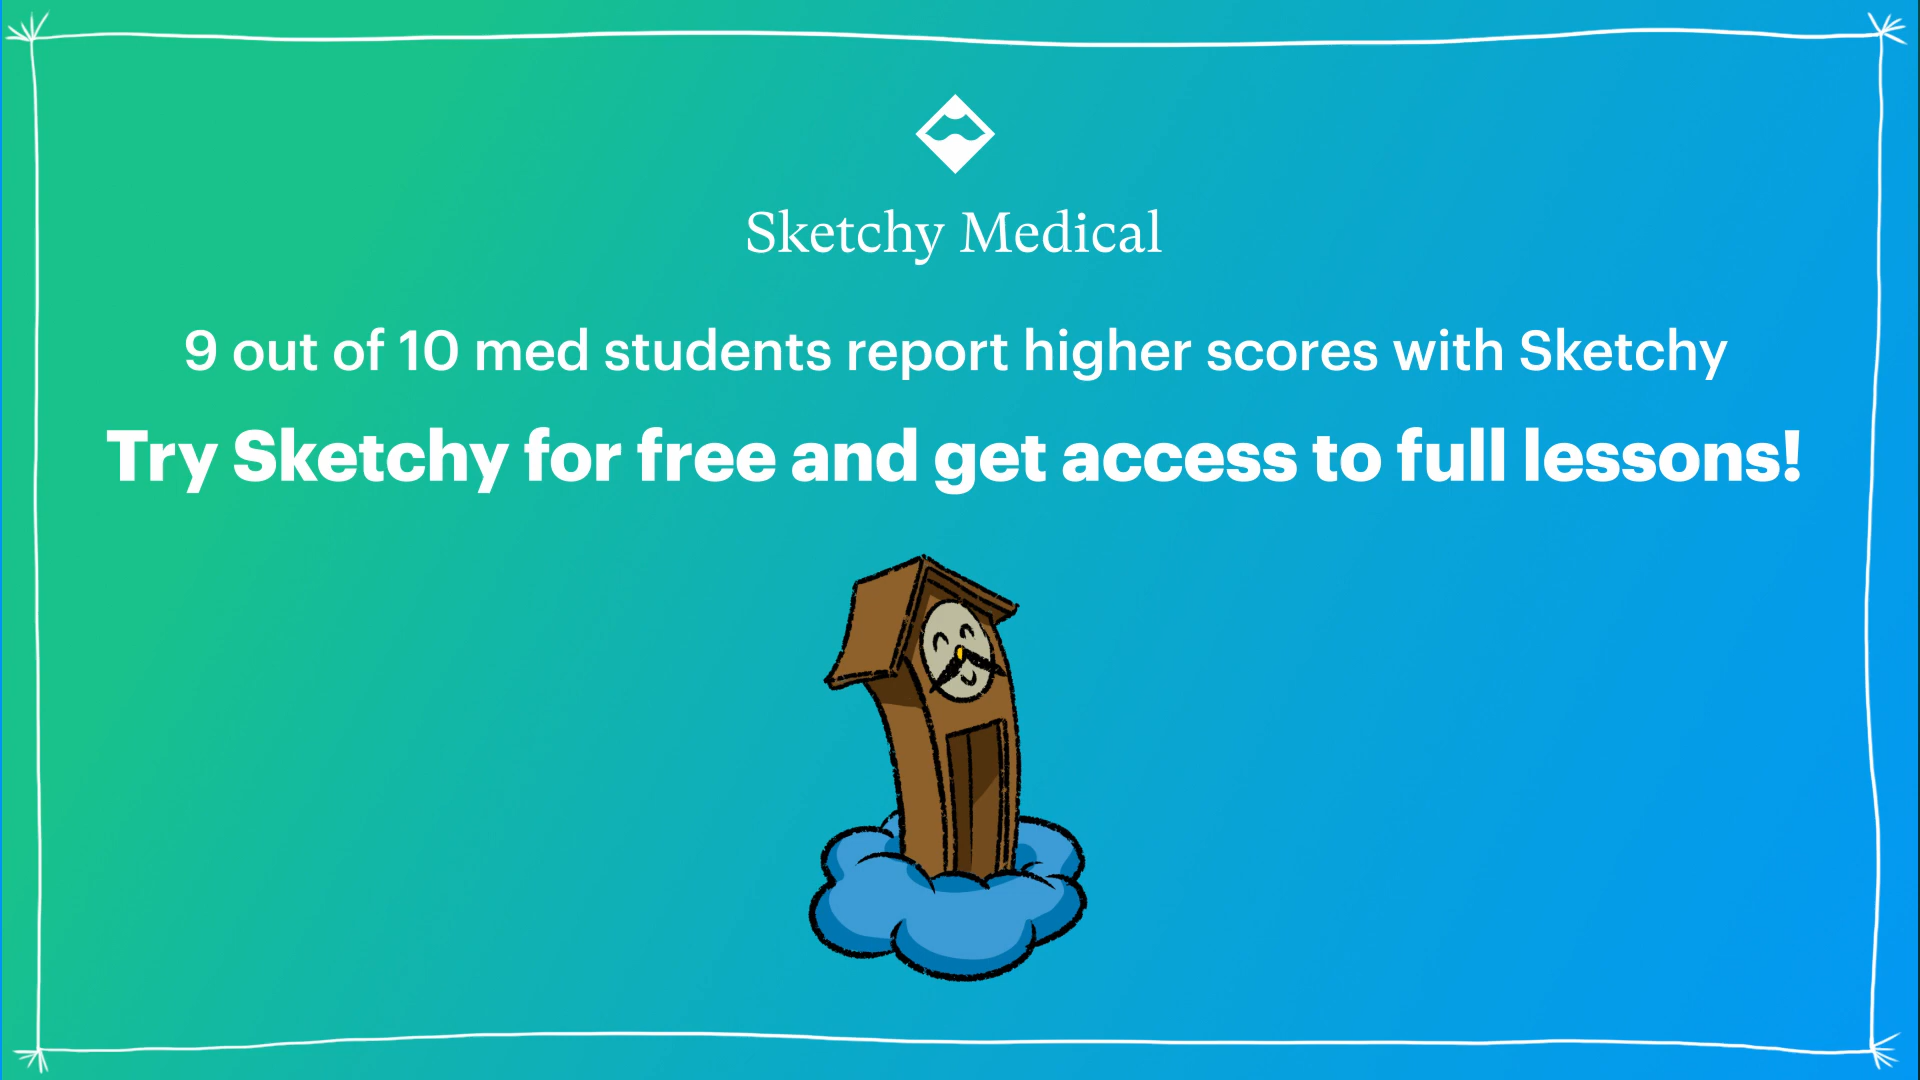 Sketchy Medical
9 out of 10 med students report higher scores with Sketchy
Try Sketchy for free and get access to full lessons!